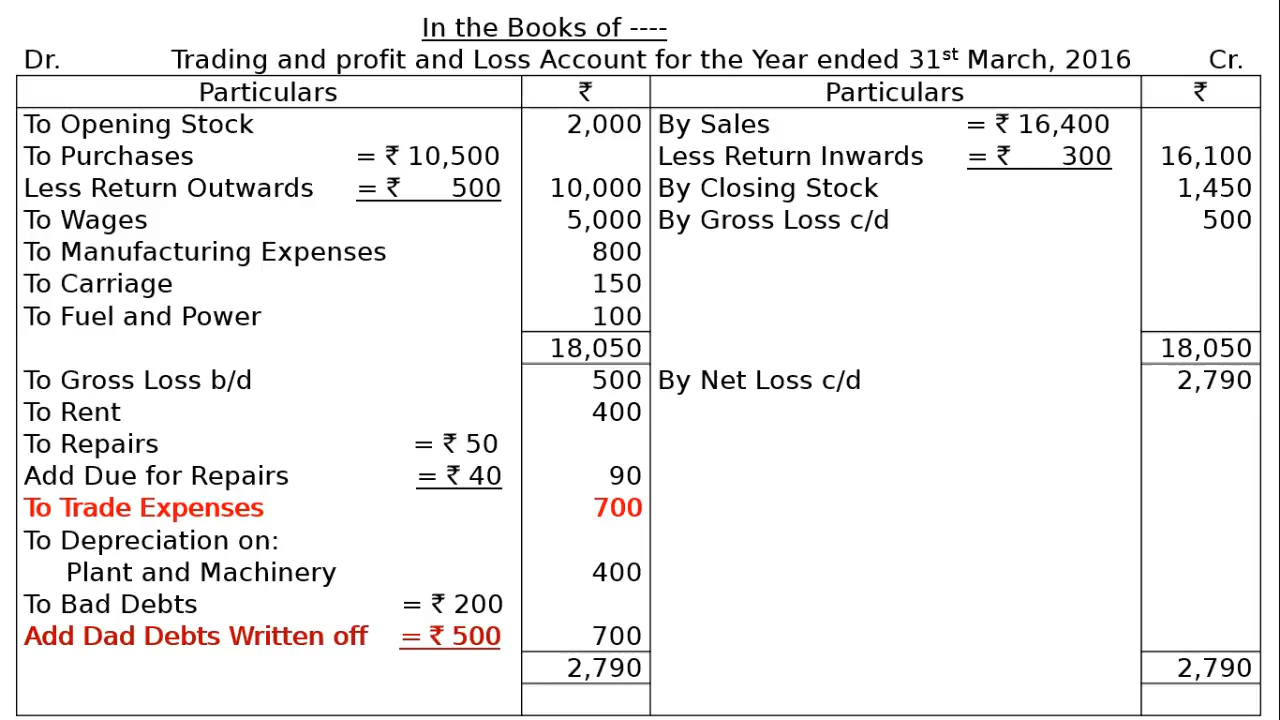 In the Books of ----
Dr. Trading and profit and Loss Account for the Year ended 31st March, 2016 Cr.
Particulars ₹ Particulars ₹
To Opening Stock 2,000 By Sales = ₹ 16,400
To Purchases = ₹ 10,500 Less Return Inwards = ₹ 300 16,100
Less Return Outwards = ₹ 500 10,000 By Closing Stock 1,450
To Wages 5,000 By Gross Loss c/d 500
To Manufacturing Expenses 800
To Carriage 150
To Fuel and Power 100
18,050 18,050
To Gross Loss b/d 500 By Net Loss c/d 2,790
To Rent 400
To Repairs = ₹ 50
Add Due for Repairs = ₹ 40 90
To Trade Expenses 700
To Depreciation on:
Plant and Machinery 400
To Bad Debts = ₹ 200
Add Dad Debts Written off = ₹ 500 700
2,790 2,790